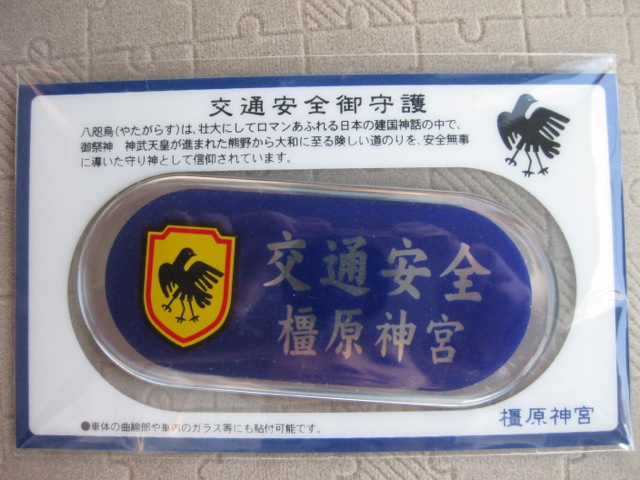 交通安全御守護
八咫烏(やたがらす)は、壮大にしてロマンあふれる日本の建国神話の中で、
御祭神　神武天皇が進まれた熊野から大和に至る険しい道のりを、安全無事
に導いた守り神として信仰されています。
交通安全
橿原神宮
●車体の曲線部や車内のガラス等にも貼付可能です。
橿原神宮